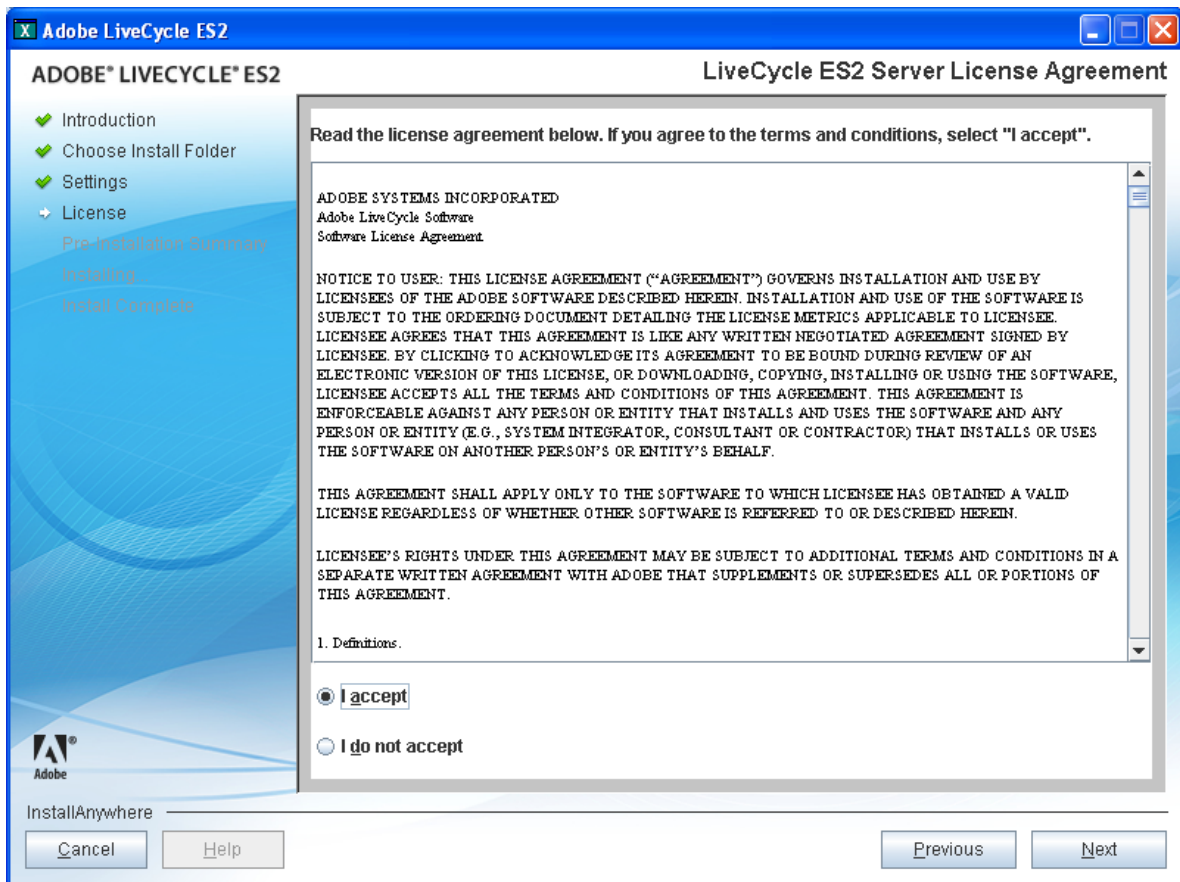 Adobe LiveCycle ES2
ADOBE® LIVECYCLE® ES2
LiveCycle ES2 Server License Agreement
Introduction
Choose Install Folder
Settings
License
Pre-Installation Summary
Installing...
Install Complete
Read the license agreement below. If you agree to the terms and conditions, select "I accept".
ADOBE SYSTEMS INCORPORATED
Adobe LiveCycle Software
Software License Agreement
NOTICE TO USER: THIS LICENSE AGREEMENT (“AGREEMENT”) GOVERNS INSTALLATION AND USE BY
LICENSEES OF THE ADOBE SOFTWARE DESCRIBED HEREIN. INSTALLATION AND USE OF THE SOFTWARE IS
SUBJECT TO THE ORDERING DOCUMENT DETAILING THE LICENSE METRICS APPLICABLE TO LICENSEE.
LICENSEE AGREES THAT THIS AGREEMENT IS LIKE ANY WRITTEN NEGOTIATED AGREEMENT SIGNED BY
LICENSEE. BY CLICKING TO ACKNOWLEDGE ITS AGREEMENT TO BE BOUND DURING REVIEW OF AN
ELECTRONIC VERSION OF THIS LICENSE, OR DOWNLOADING, COPYING, INSTALLING OR USING THE SOFTWARE,
LICENSEE ACCEPTS ALL THE TERMS AND CONDITIONS OF THIS AGREEMENT. THIS AGREEMENT IS
ENFORCEABLE AGAINST ANY PERSON OR ENTITY THAT INSTALLS AND USES THE SOFTWARE AND ANY
PERSON OR ENTITY (E.G., SYSTEM INTEGRATOR, CONSULTANT OR CONTRACTOR) THAT INSTALLS OR USES
THE SOFTWARE ON ANOTHER PERSON’S OR ENTITY’S BEHALF.
THIS AGREEMENT SHALL APPLY ONLY TO THE SOFTWARE TO WHICH LICENSEE HAS OBTAINED A VALID
LICENSE REGARDLESS OF WHETHER OTHER SOFTWARE IS REFERRED TO OR DESCRIBED HEREIN.
LICENSEE’S RIGHTS UNDER THIS AGREEMENT MAY BE SUBJECT TO ADDITIONAL TERMS AND CONDITIONS IN A
SEPARATE WRITTEN AGREEMENT WITH ADOBE THAT SUPPLEMENTS OR SUPERSEDES ALL OR PORTIONS OF
THIS AGREEMENT.
1. Definitions.
I accept
I do not accept
Adobe
InstallAnywhere
Cancel
Help
Previous
Next